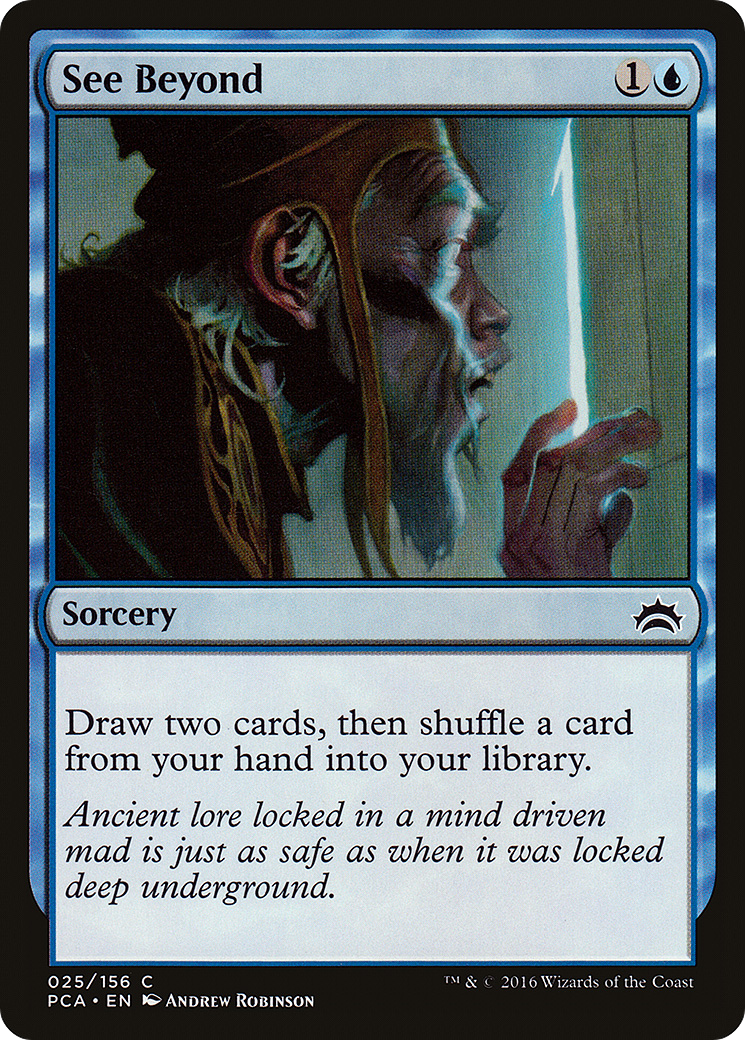 See Beyond 1
Sorcery
Draw two cards, then shuffle a card
from your hand into your library.
Ancient lore locked in a mind driven
mad is just as safe as when it was locked
deep underground.
025/156 C
PCA • EN Andrew Robinson
™ & © 2016 Wizards of the Coast